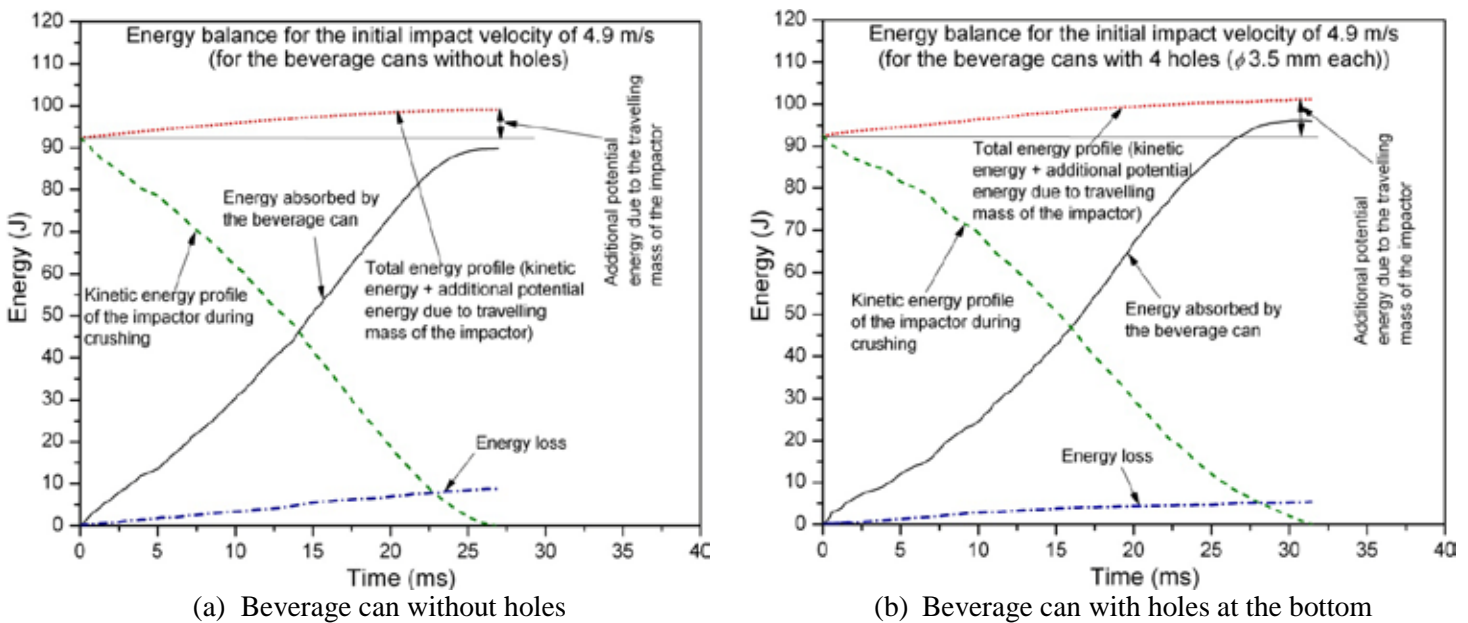 Energy balance for the initial impact velocity of 4.9 m/s
(for the beverage cans without holes)
120
110
100
90
80
70
60
50
40
30
20
10
0
Energy (J)
Energy absorbed by
the beverage can
Total energy profile (kinetic
energy + additional potential
energy due to travelling
mass of the impactor)
Kinetic energy profile
of the impactor during
crushing
Additional potential
energy due to the travelling
mass of the impactor
Energy loss
0 5 10 15 20 25 30 35 40
Time (ms)
(a) Beverage can without holes
Energy balance for the initial impact velocity of 4.9 m/s
(for the beverage cans with 4 holes (ϕ 3.5 mm each))
120
110
100
90
80
70
60
50
40
30
20
10
0
Energy (J)
Total energy profile (kinetic
energy + additional potential
energy due to travelling
mass of the impactor)
Kinetic energy profile
of the impactor during
crushing
Energy absorbed by
the beverage can
Additional potential
energy due to the travelling
mass of the impactor
Energy loss
0 5 10 15 20 25 30 35 40
Time (ms)
(b) Beverage can with holes at the bottom